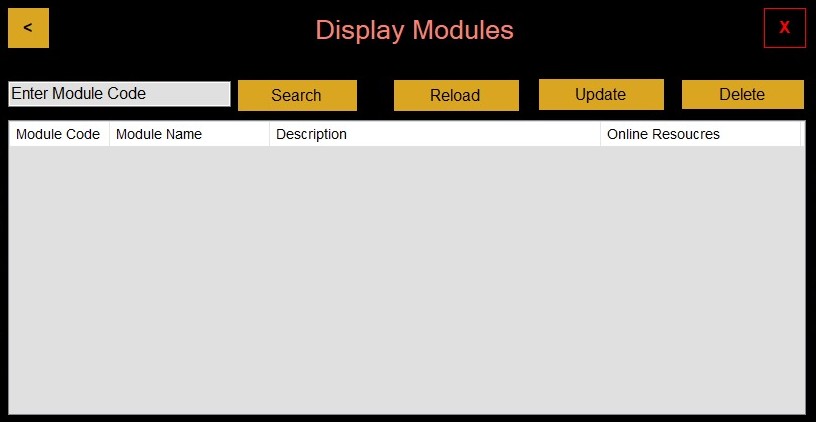 < Display Modules X
Enter Module Code Search Reload Update Delete
Module Code Module Name Description Online Resoucres